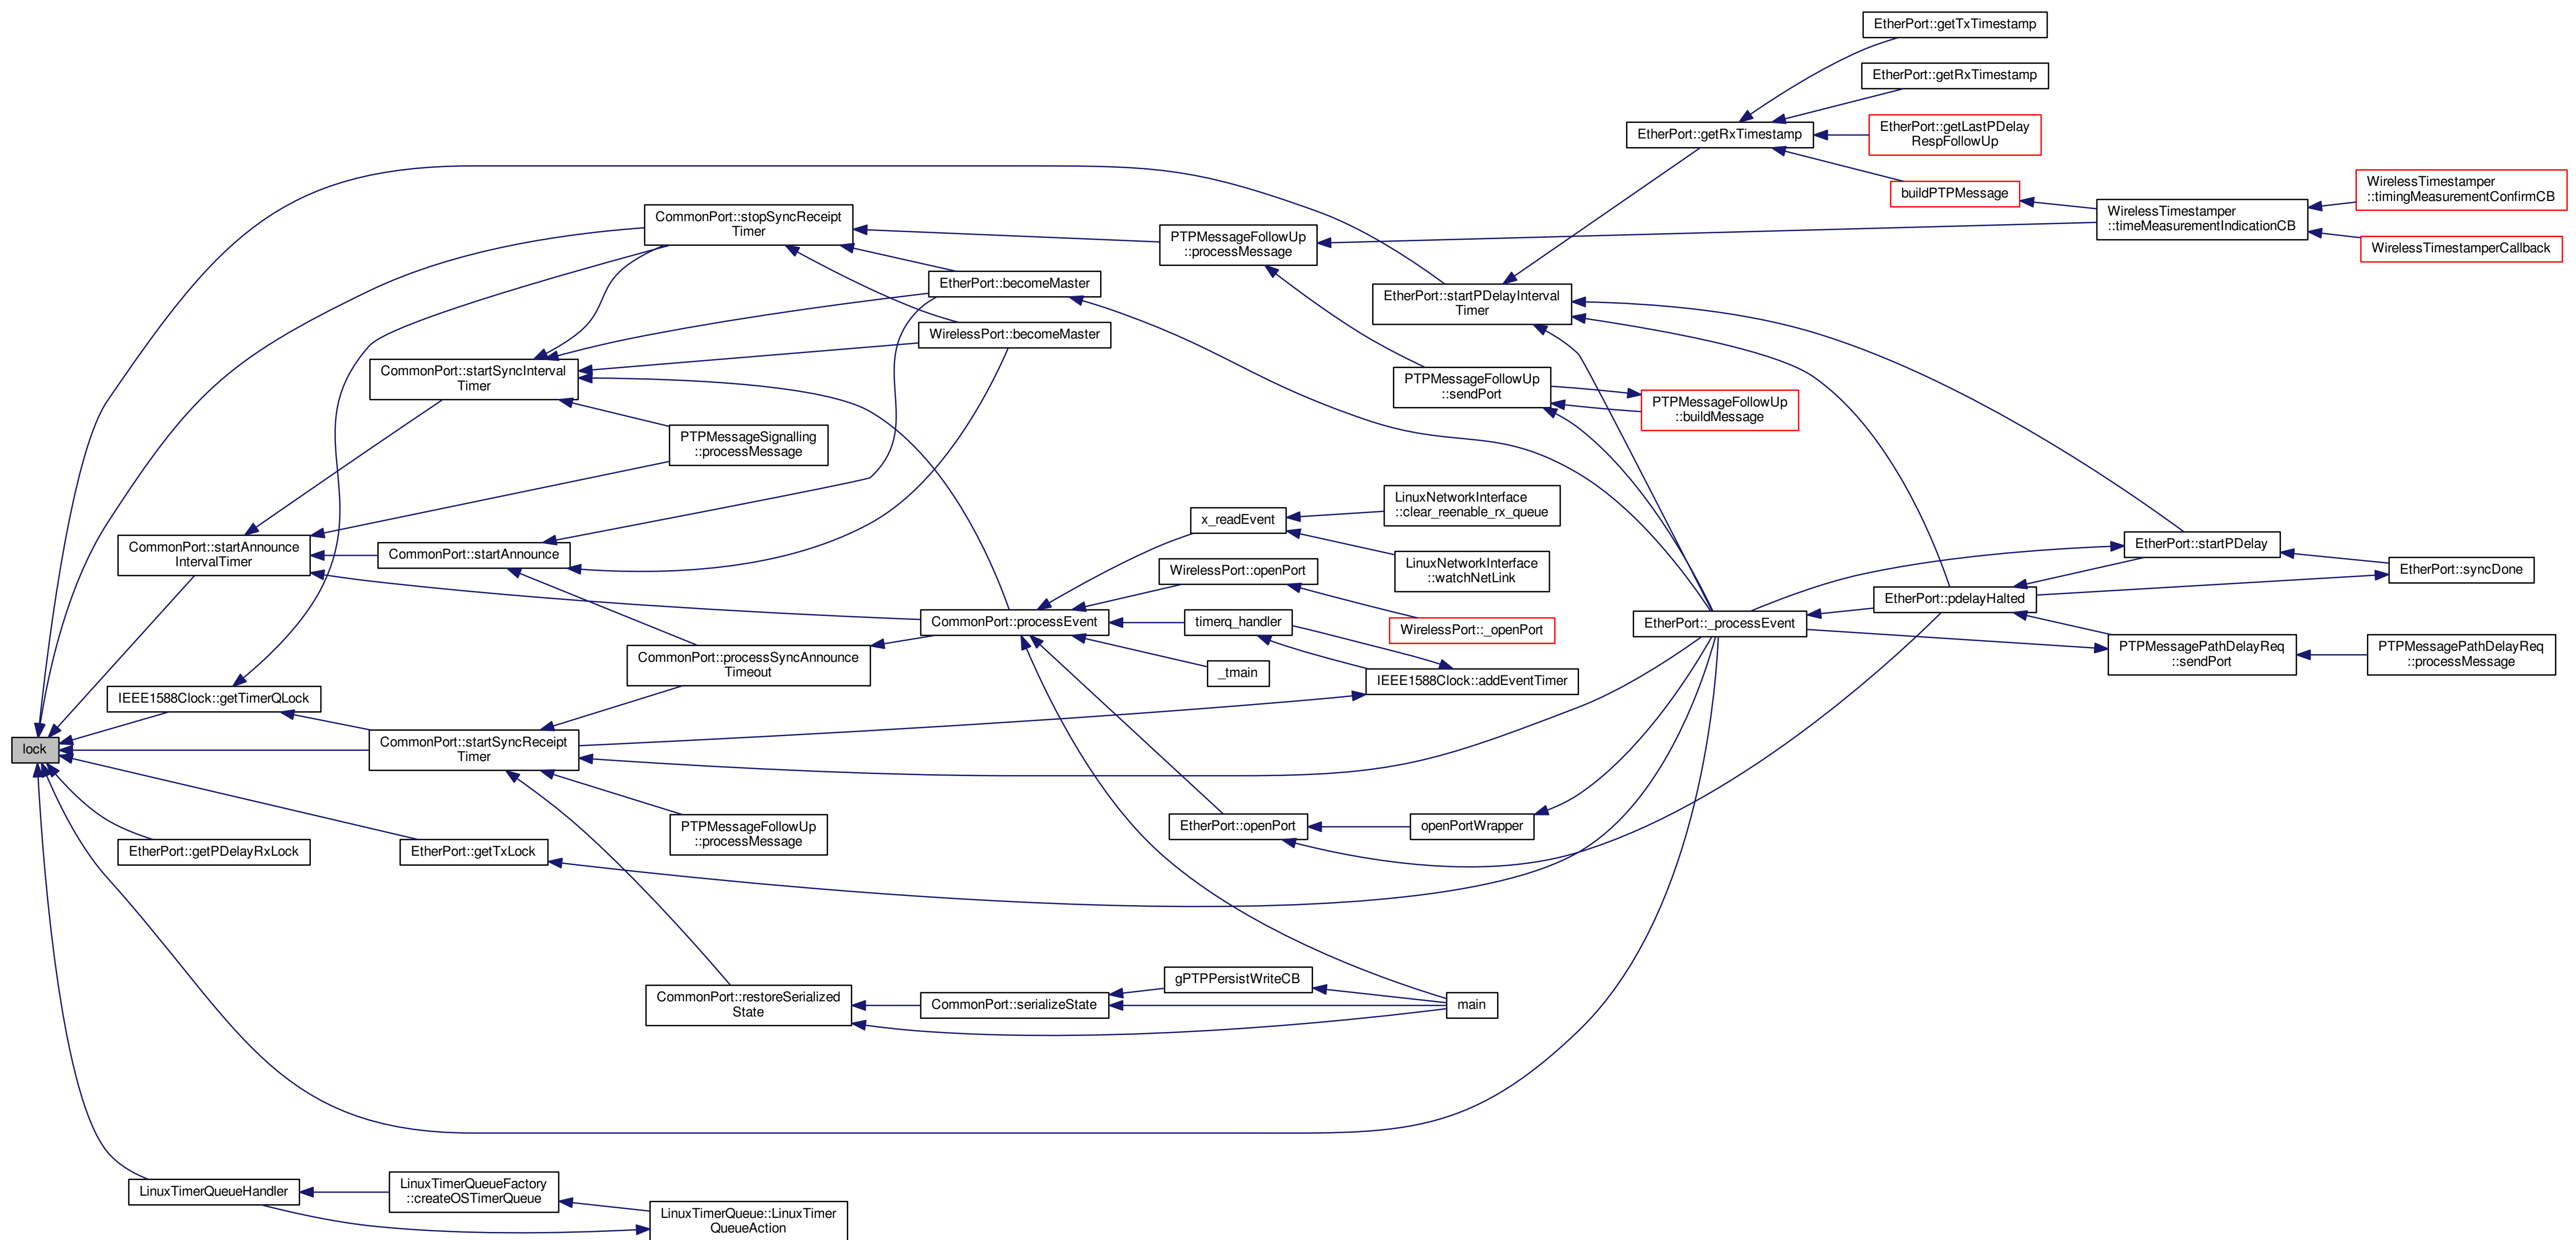 EtherPort::getTxTimestamp
EtherPort::getRxTimestamp
EtherPort::getRxTimestamp
EtherPort::getLastPDelay
RespFollowUp
buildPTPMessage
WirelessTimestamper
::timingMeasurementConfirmCB
WirelessTimestamper
::timeMeasurementIndicationCB
WirelessTimestamperCallback
CommonPort::stopSyncReceipt
Timer
PTPMessageFollowUp
::processMessage
EtherPort::becomeMaster
EtherPort::startPDelayInterval
Timer
WirelessPort::becomeMaster
CommonPort::startSyncInterval
Timer
PTPMessageFollowUp
::sendPort
PTPMessageFollowUp
::buildMessage
PTPMessageSignalling
::processMessage
LinuxNetworkInterface
::clear_reenable_rx_queue
x_readEvent
CommonPort::startAnnounce
IntervalTimer
CommonPort::startAnnounce
LinuxNetworkInterface
::watchNetLink
EtherPort::startPDelay
EtherPort::syncDone
WirelessPort::openPort
EtherPort::pdelayHalted
CommonPort::processEvent
timerq_handler
WirelessPort::_openPort
EtherPort::_processEvent
PTPMessagePathDelayReq
::sendPort
PTPMessagePathDelayReq
::processMessage
CommonPort::processSyncAnnounce
Timeout
_tmain
IEEE1588Clock::addEventTimer
IEEE1588Clock::getTimerQLock
lock
CommonPort::startSyncReceipt
Timer
EtherPort::getPDelayRxLock
EtherPort::getTxLock
PTPMessageFollowUp
::processMessage
EtherPort::openPort
openPortWrapper
CommonPort::restoreSerialized
State
CommonPort::serializeState
gPTPPersistWriteCB
main
LinuxTimerQueueHandler
LinuxTimerQueueFactory
::createOSTimerQueue
LinuxTimerQueue::LinuxTimer
QueueAction